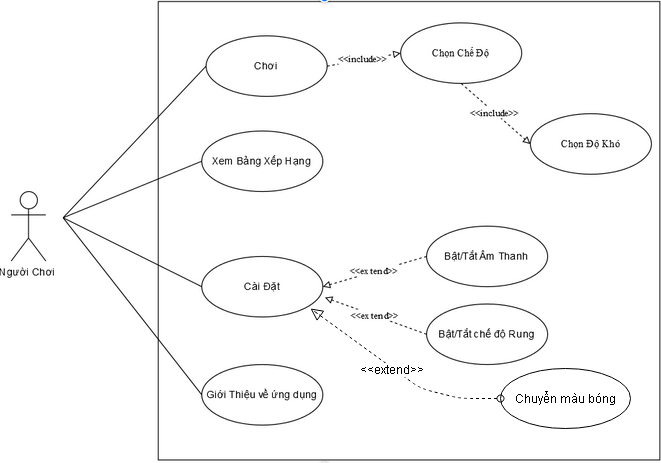 Chơi
<<include>>
Chọn Chế Độ
<<include>>
Chọn Độ Khó
Xem Bảng Xếp Hạng
Người Chơi
Cài Đặt
<<ex tend>>
Bật/Tắt Âm Thanh
<<ex tend>>
Bật/Tắt chế độ Rung
<<extend>>
Chuyển màu bóng
Giới Thiệu về ứng dụng